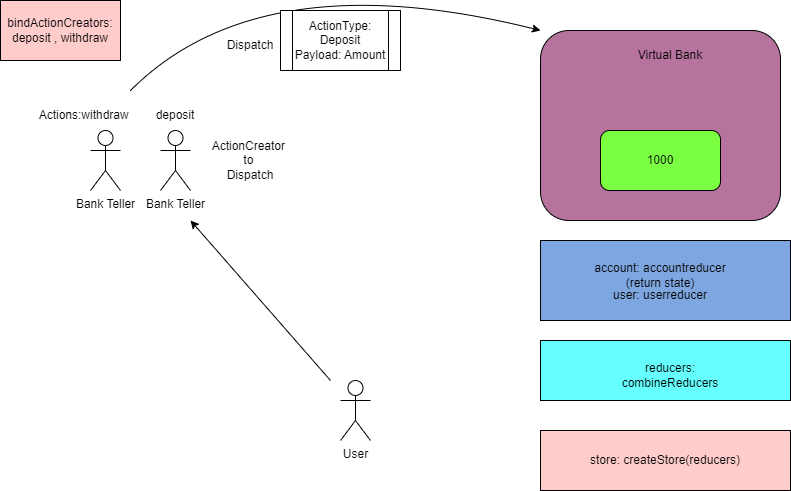 bindActionCreators:
deposit , withdraw
Dispatch
ActionType:
Deposit
Payload: Amount
Virtual Bank
1000
Actions:withdraw
deposit
ActionCreator
to
Dispatch
Bank Teller
Bank Teller
account: accountreducer
(return state)
user: userreducer
reducers:
combineReducers
User
store: createStore(reducers)